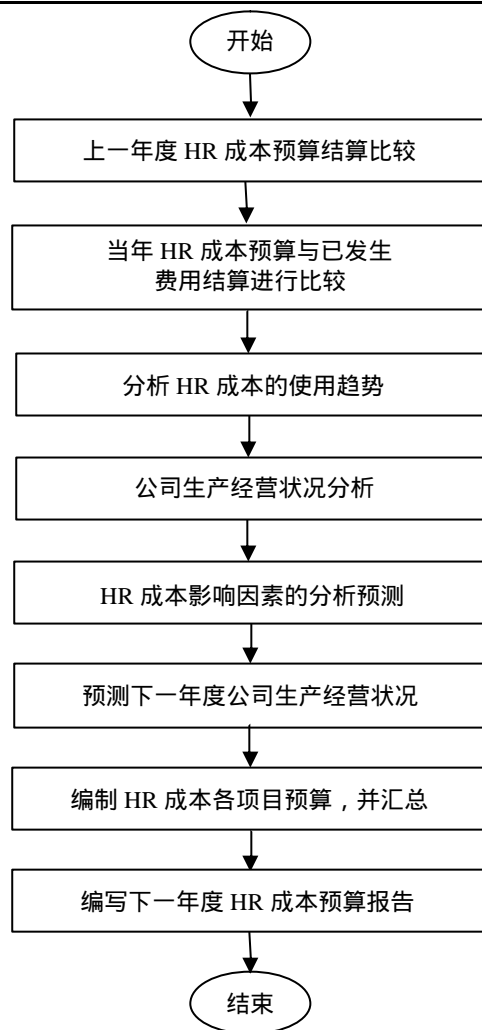 开始
上一年度 HR 成本预算结算比较
当年 HR 成本预算与已发生
费用结算进行比较
分析 HR 成本的使用趋势
公司生产经营状况分析
HR 成本影响因素的分析预测
预测下一年度公司生产经营状况
编制 HR 成本各项目预算，并汇总
编写下一年度 HR 成本预算报告
结束